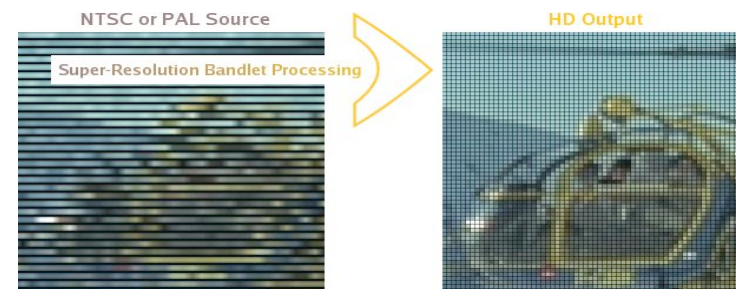 NTSC or PAL Source
HD Output
Super-Resolution Bandlet Processing